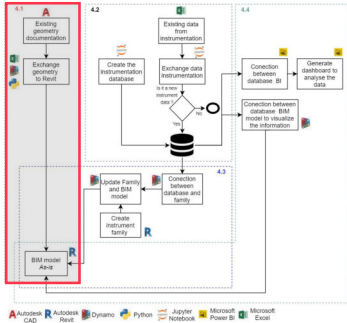 4.1
Existing
geometry
documentation
Exchange
geometry
to Revit
BIM model
As-is
4.2
Existing
data from
instrumentation
Create the
instrumentation
database
Exchange data
instrumentation
Is it a new
instrument
data ?
No
Yes
4.3
Update Family
and BIM
model
Conection
between
database and
family
Create
instrument
family
4.4
Conection
between
database BI
Generate
dashboard to
analyse the
data
Conection between
database BIM
model to visualize
the information
Autodesk
CAD
Autodesk
Revit
Dynamo
Python
Jupyter
Notebook
Microsoft
Power BI
Microsoft
Excel